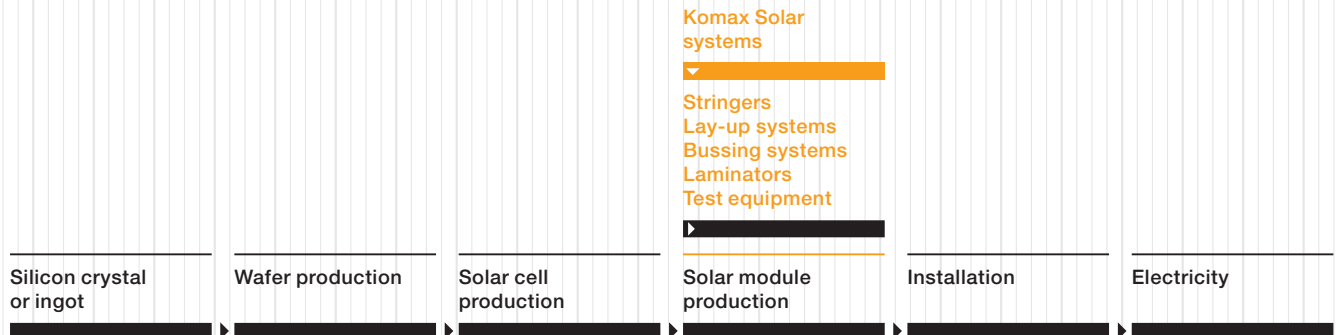 Komax Solar
systems
Stringers
Lay-up systems
Bussing systems
Laminators
Test equipment
Silicon crystal
or ingot
Wafer production
Solar cell
production
Solar module
production
Installation
Electricity